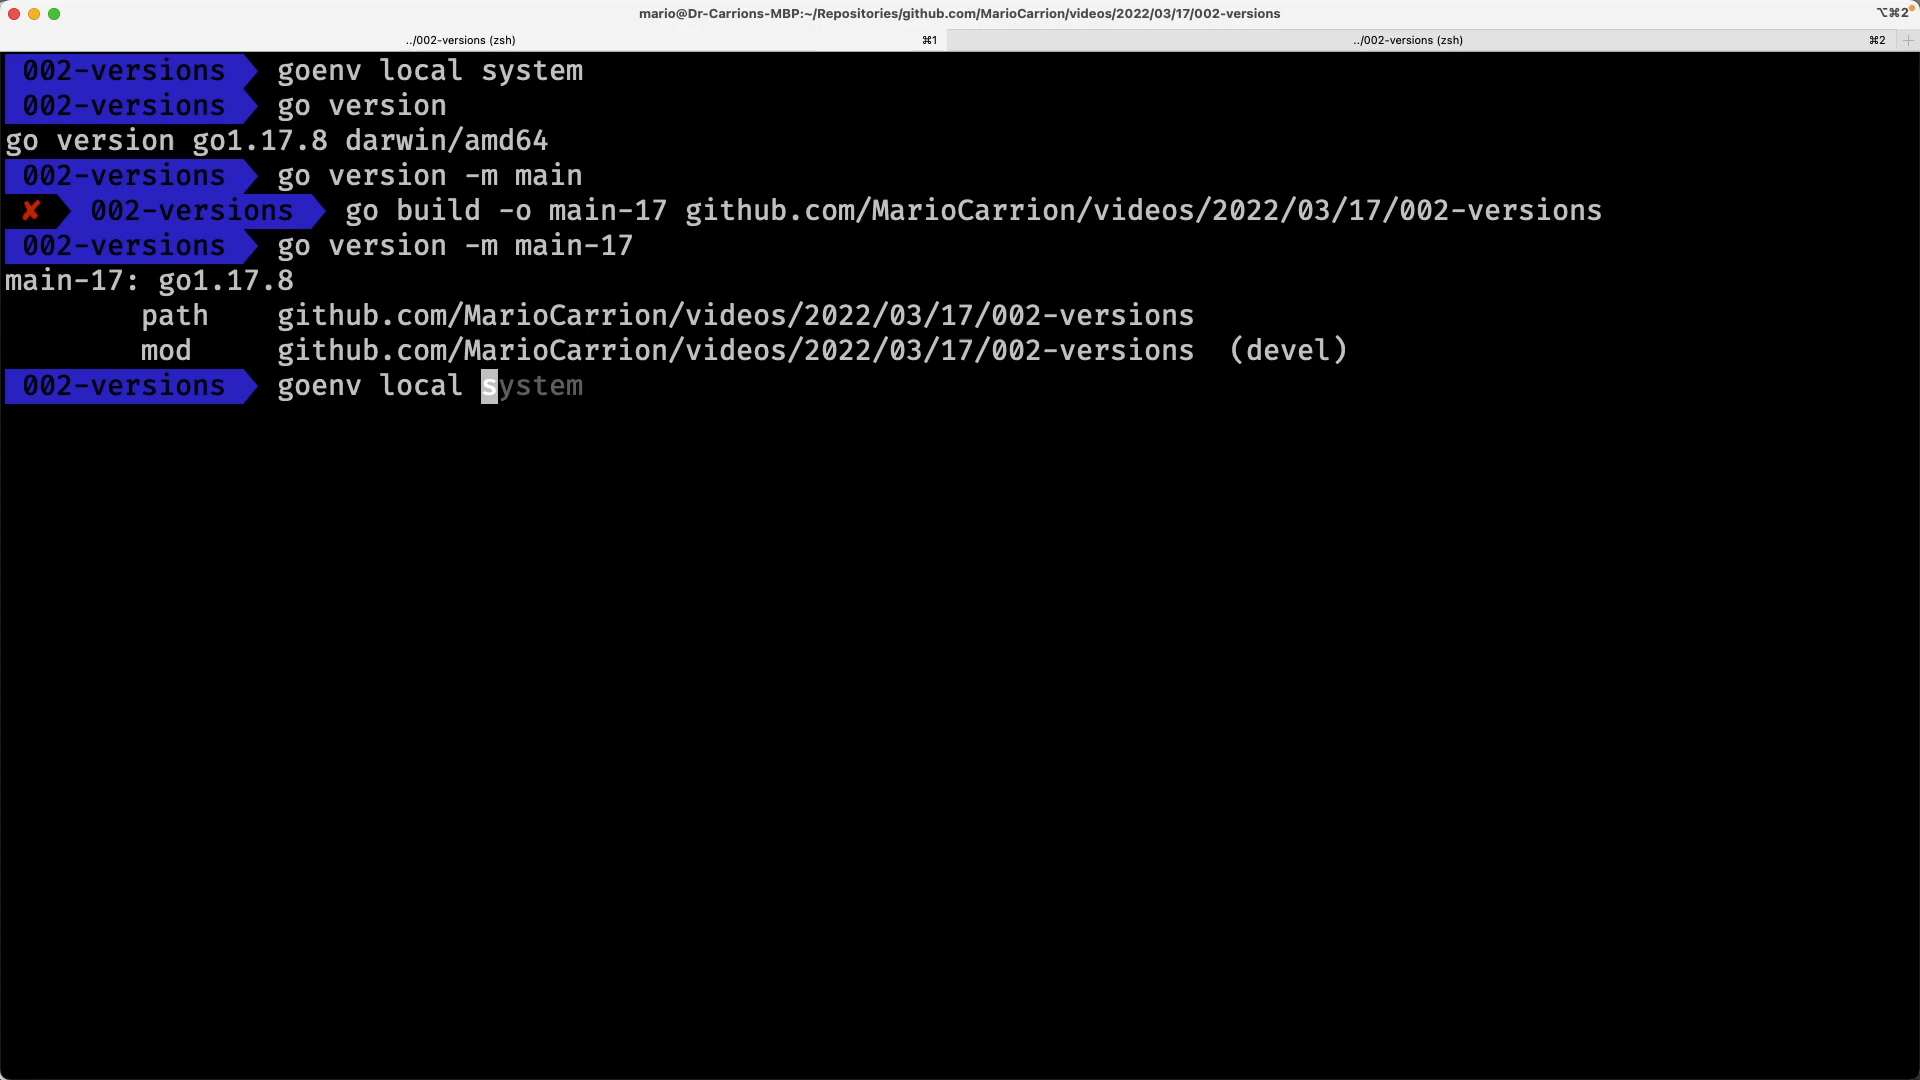 mario@Dr-Carrions-MBP:~/Repositories/github.com/MarioCarrion/videos/2022/03/17/002-versions
⌥⌘2
../002-versions (zsh)
⌘1
../002-versions (zsh)
⌘2
002-versions goenv local system
002-versions go version
go version go1.17.8 darwin/amd64
002-versions go version -m main
✘ 002-versions go build -o main-17 github.com/MarioCarrion/videos/2022/03/17/002-versions
002-versions go version -m main-17
main-17: go1.17.8
path github.com/MarioCarrion/videos/2022/03/17/002-versions
mod github.com/MarioCarrion/videos/2022/03/17/002-versions (devel)
002-versions goenv local system